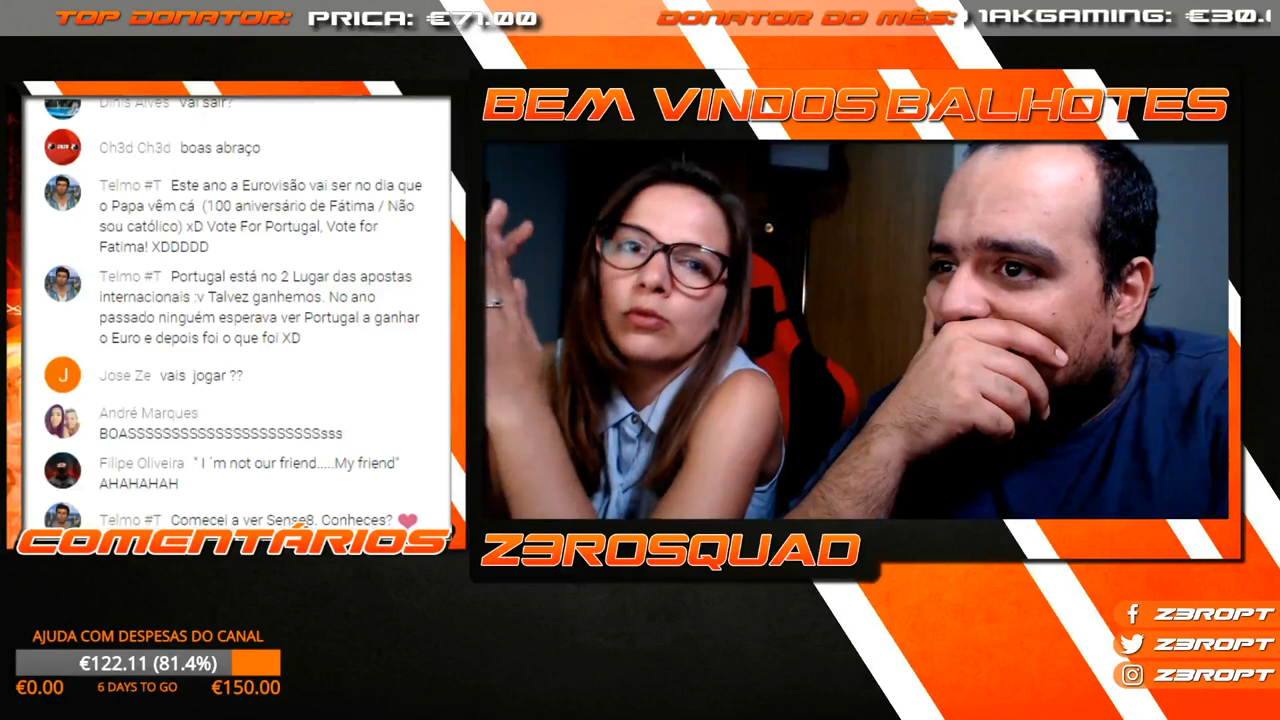 TOP DONATOR: PRICA: €71.00
DONATOR DO MÊS: 1AKGAMING: €30.
BEM VINDOS BALHOTES
Dinis Alves vai sair?
Ch3d Ch3d boas abraço
Telmo #T Este ano a Eurovisão vai ser no dia que
o Papa vêm cá (100 aniversário de Fátima / Não
sou católico) xD Vote For Portugal, Vote for
Fatima! XDDDDD
Telmo #T Portugal está no 2 Lugar das apostas
internacionais :v Talvez ganhemos. No ano
passado ninguém esperava ver Portugal a ganhar
o Euro e depois foi o que foi XD
J
Jose Ze vais jogar ??
André Marques
BOASSSSSSSSSSSSSSSSSSSSSSsss
Filipe Oliveira " I ´m not our friend.....My friend"
AHAHAHAH
Telmo #T Comecei a ver Sense8. Conheces? ❤
COMENTÁRIOS
Z3ROSQUAD
AJUDA COM DESPESAS DO CANAL
€122.11 (81.4%)
€0.00 6 DAYS TO GO €150.00
Z3ROPT
Z3ROPT
Z3ROPT